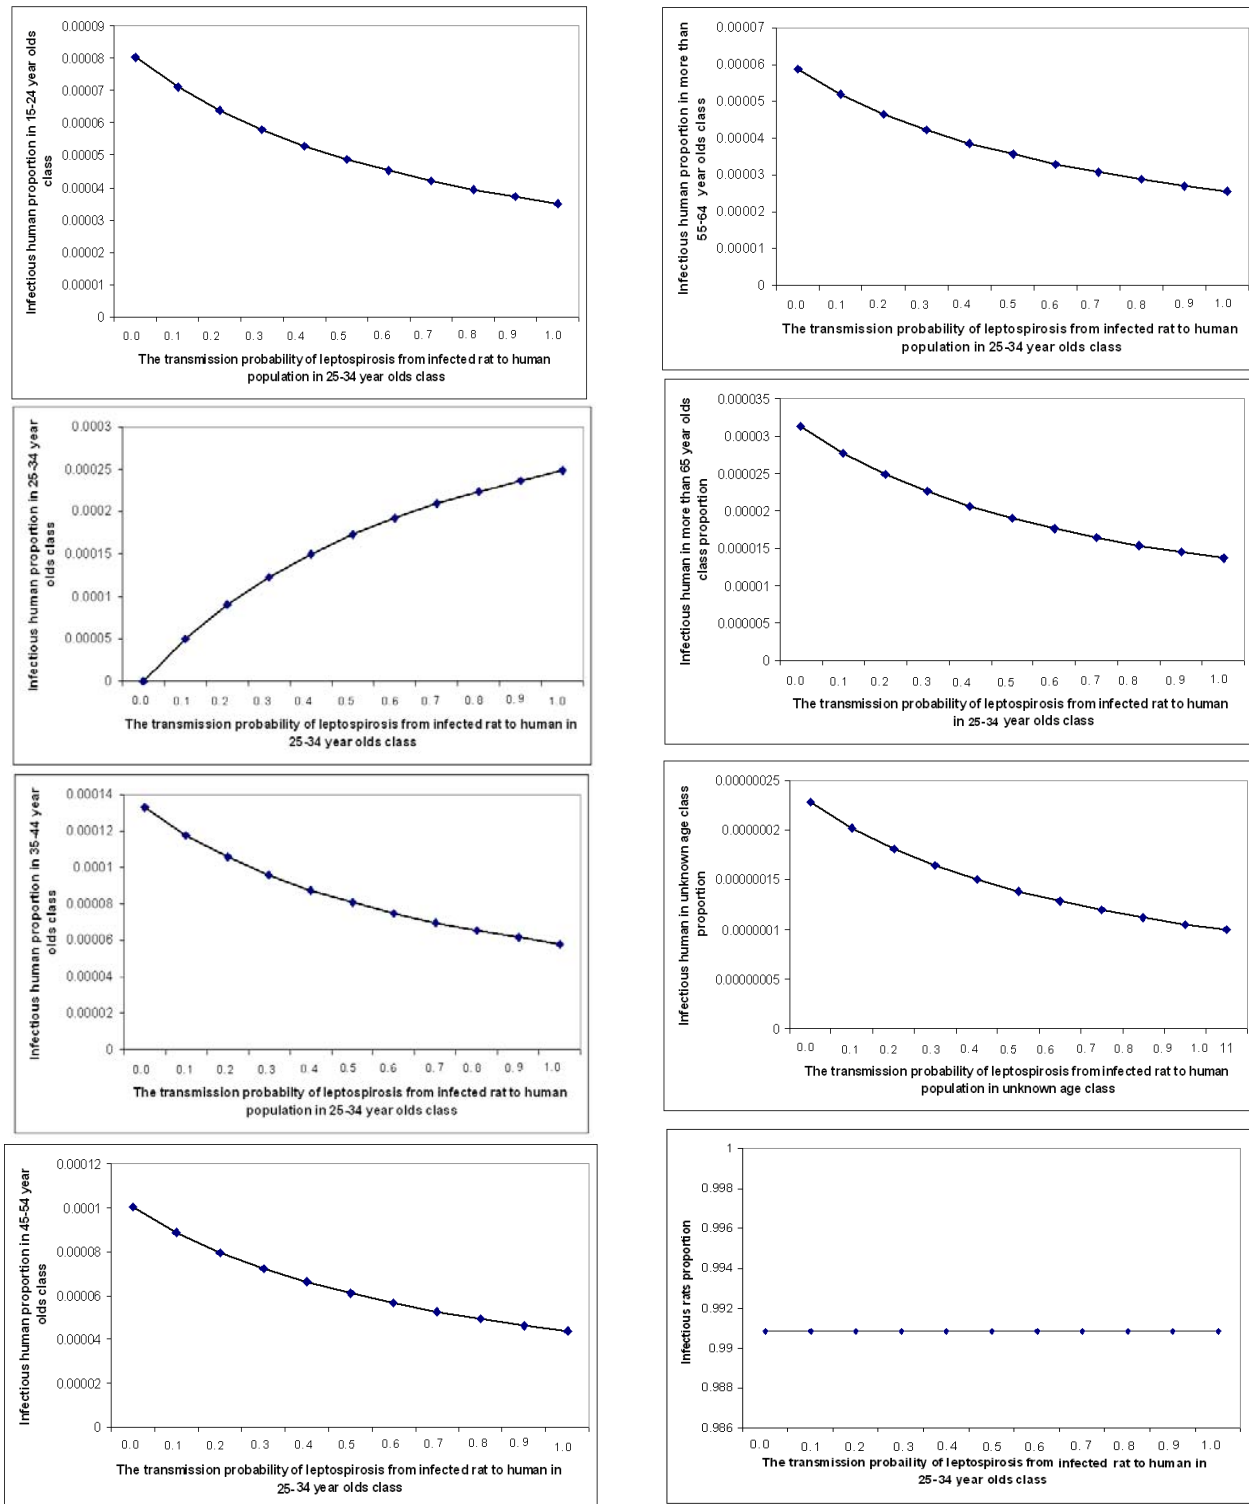 Infectious human proportion in 15-24 year olds
class
0.00009
0.00008
0.00007
0.00006
0.00005
0.00004
0.00003
0.00002
0.00001
0
0.0 0.1 0.2 0.3 0.4 0.5 0.6 0.7 0.8 0.9 1.0
The transmission probability of leptospirosis from infected rat to human
population in 25-34 year olds class
Infectious human proportion in 25-34 year
olds class
0.0003
0.00025
0.0002
0.00015
0.0001
0.00005
0
0.0 0.1 0.2 0.3 0.4 0.5 0.6 0.7 0.8 0.9 1.0
The transmission probability of leptospirosis from infected rat to human in
25-34 year olds class
Infectious human proportion in 35-44 year
olds class
0.00014
0.00012
0.0001
0.00008
0.00006
0.00004
0.00002
0
0.0 0.1 0.2 0.3 0.4 0.5 0.6 0.7 0.8 0.9 1.0
The transmission probability of leptospirosis from infected rat to human
population in 25-34 year olds class
Infectious human proportion in 45-54 year
olds class
0.00012
0.0001
0.00008
0.00006
0.00004
0.00002
0
0.0 0.1 0.2 0.3 0.4 0.5 0.6 0.7 0.8 0.9 1.0
The transmission probability of leptospirosis from infected rat to human in
25-34 year olds class
Infectious human proportion in more than
55-64 year olds class
0.00007
0.00006
0.00005
0.00004
0.00003
0.00002
0.00001
0
0.0 0.1 0.2 0.3 0.4 0.5 0.6 0.7 0.8 0.9 1.0
The transmission probability of leptospirosis from infected rat to human
population in 25-34 year olds class
Infectious human in more than 65 year olds
class proportion
0.000035
0.00003
0.000025
0.00002
0.000015
0.00001
0.000005
0
0.0 0.1 0.2 0.3 0.4 0.5 0.6 0.7 0.8 0.9 1.0
The transmission probability of leptospirosis from infected rat to human
in 25-34 year olds class
Infectious human in unknown age class
proportion
0.00000025
0.0000002
0.00000015
0.0000001
0.00000005
0
0.0 0.1 0.2 0.3 0.4 0.5 0.6 0.7 0.8 0.9 1.0 11
The transmission probability of leptospirosis from infected rat to human
population in unknown age class
Infectious rats proportion
1
0.998
0.996
0.994
0.992
0.99
0.988
0.986
0.0 0.1 0.2 0.3 0.4 0.5 0.6 0.7 0.8 0.9 1.0
The transmission probaility of leptospirosis from infected rat to human in
25-34 year olds class